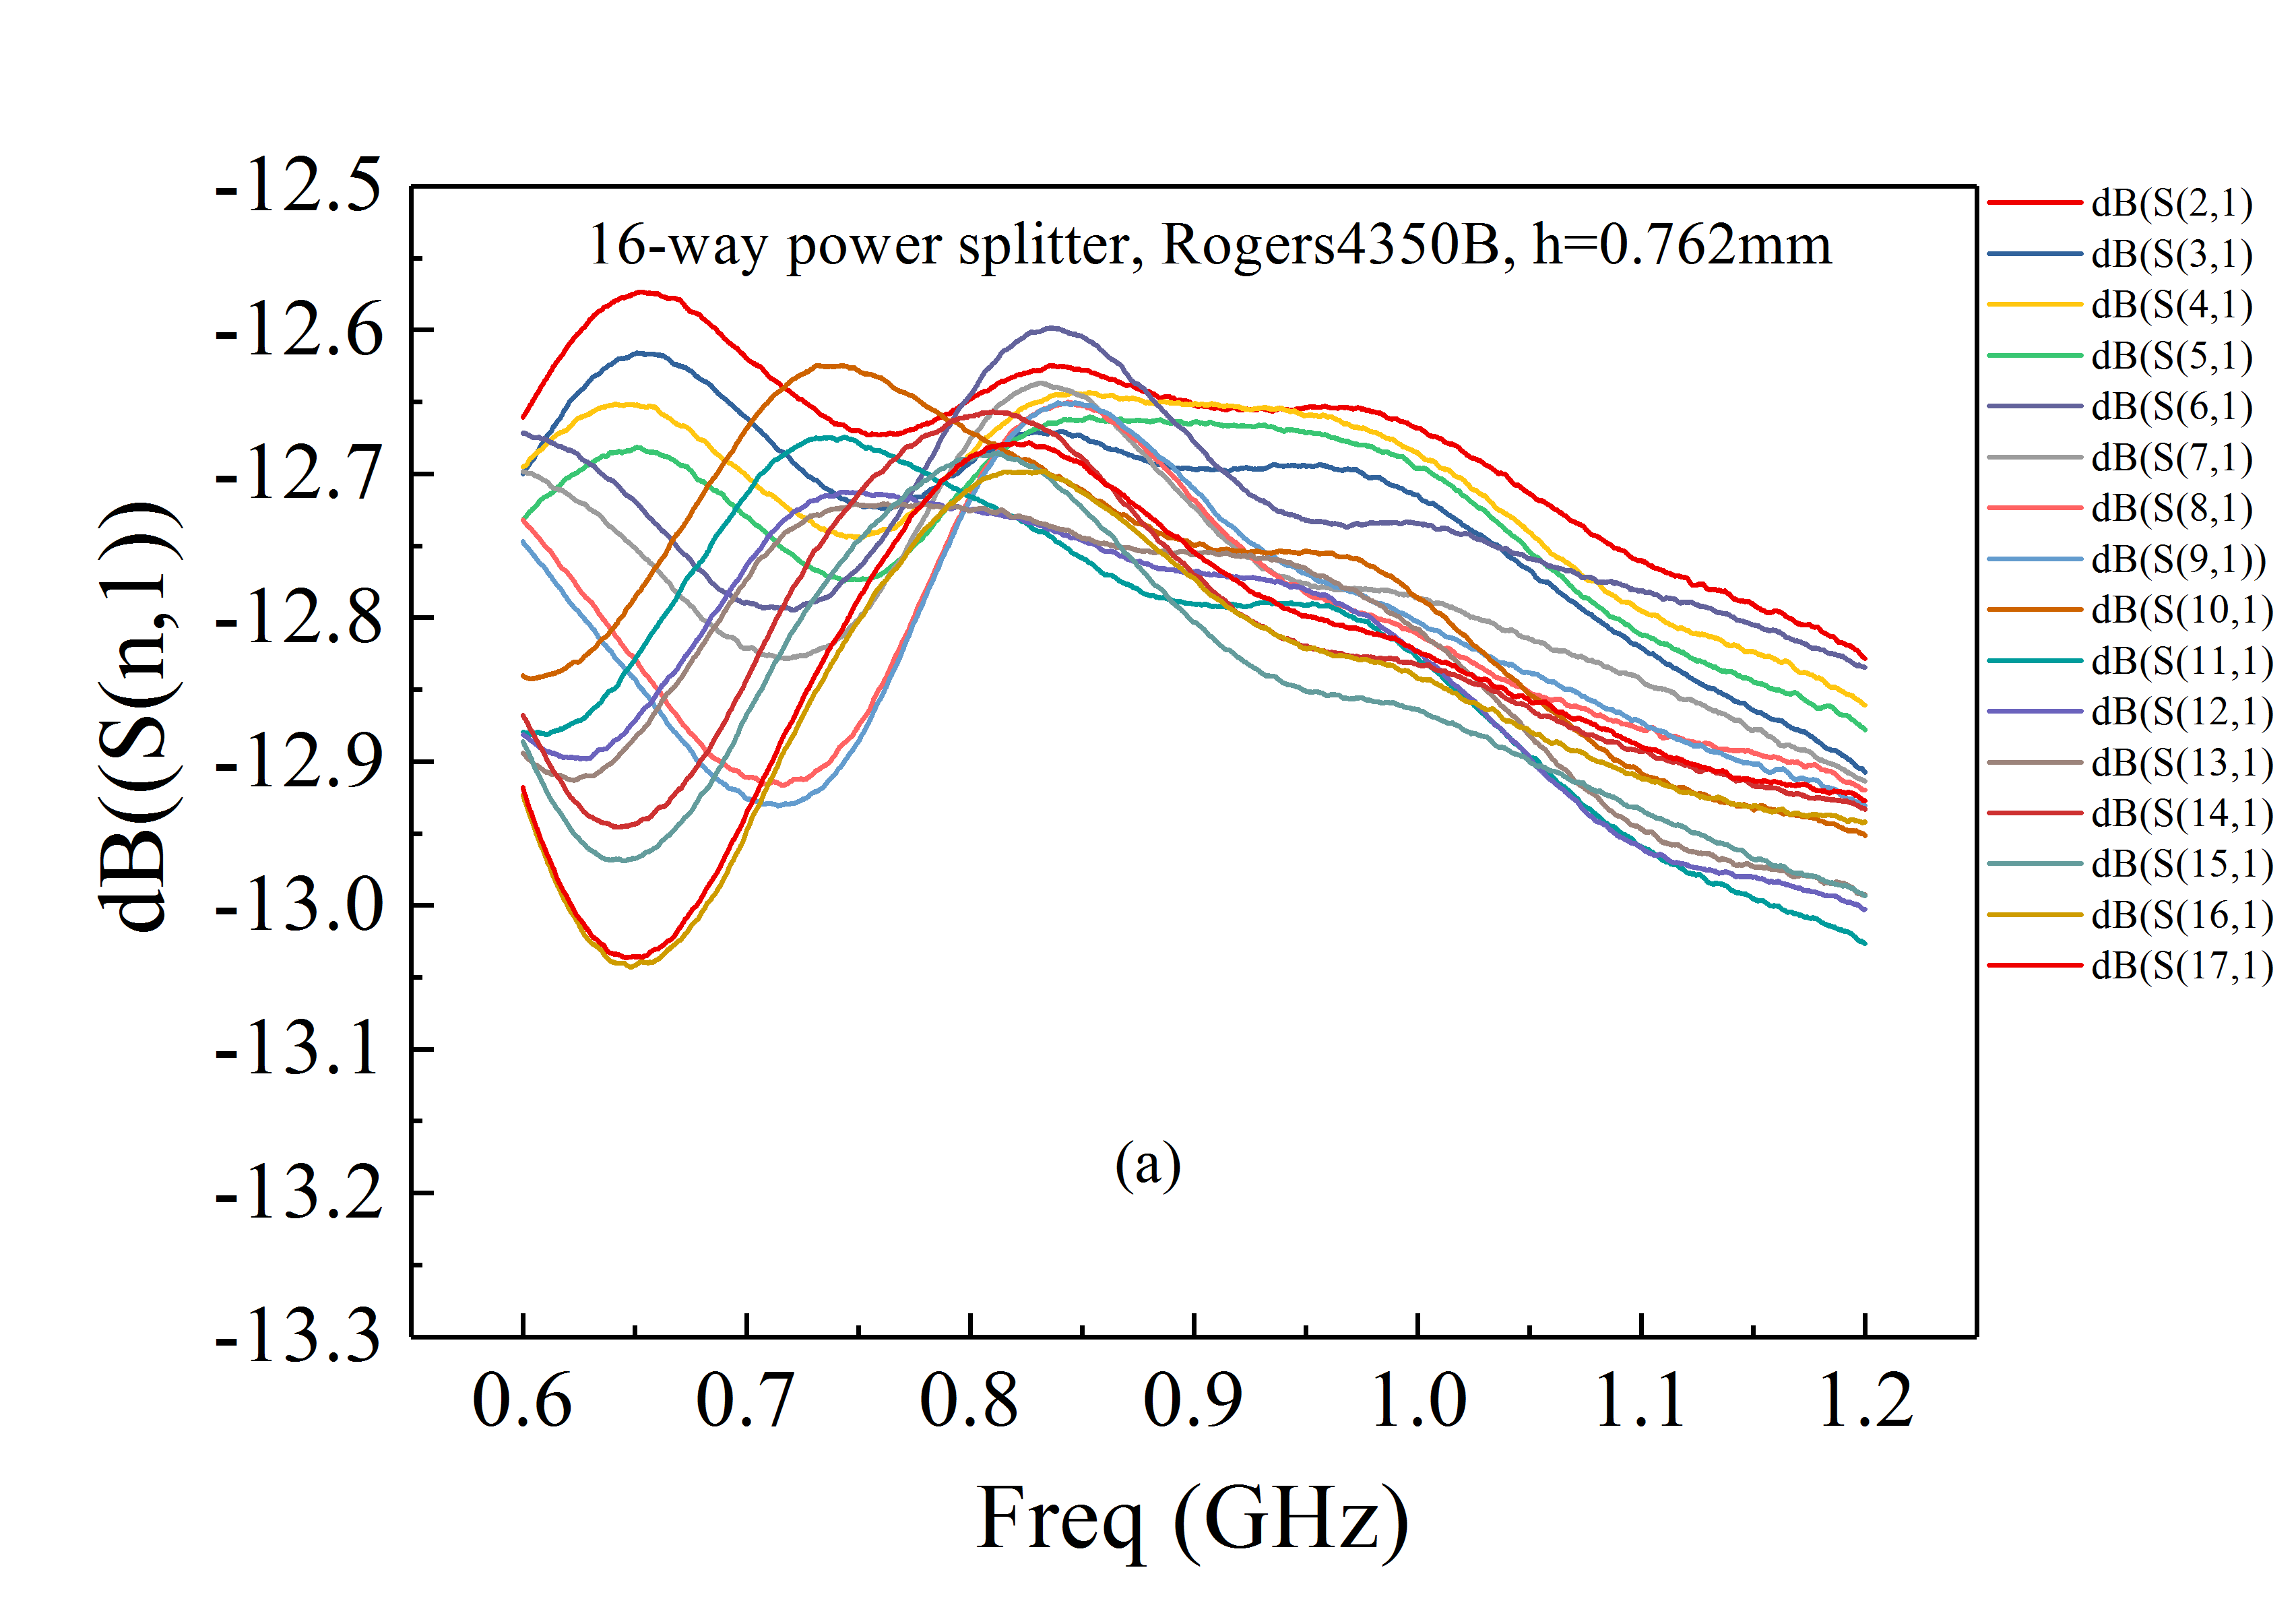 -12.5
-12.6
-12.7
-12.8
-12.9
-13.0
-13.1
-13.2
-13.3
dB((S(n,1))
16-way power splitter, Rogers4350B, h=0.762mm
(a)
0.6 0.7 0.8 0.9 1.0 1.1 1.2
Freq (GHz)
dB(S(2,1)
dB(S(3,1)
dB(S(4,1)
dB(S(5,1)
dB(S(6,1)
dB(S(7,1)
dB(S(8,1)
dB(S(9,1))
dB(S(10,1)
dB(S(11,1)
dB(S(12,1)
dB(S(13,1)
dB(S(14,1)
dB(S(15,1)
dB(S(16,1)
dB(S(17,1)